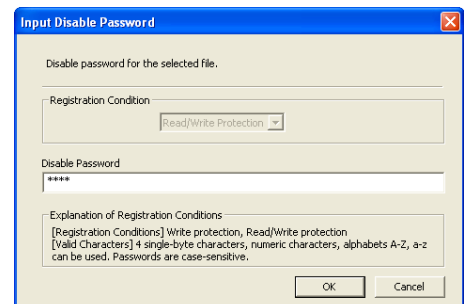 Input Disable Password
Disable password for the selected file.
Registration Condition
Read/Write Protection
Disable Password
****
Explanation of Registration Conditions
[Registration Conditions] Write protection, Read/Write protection
[Valid Characters] 4 single-byte characters, numeric characters, alphabets A-Z, a-z
can be used. Passwords are case-sensitive.
OK Cancel